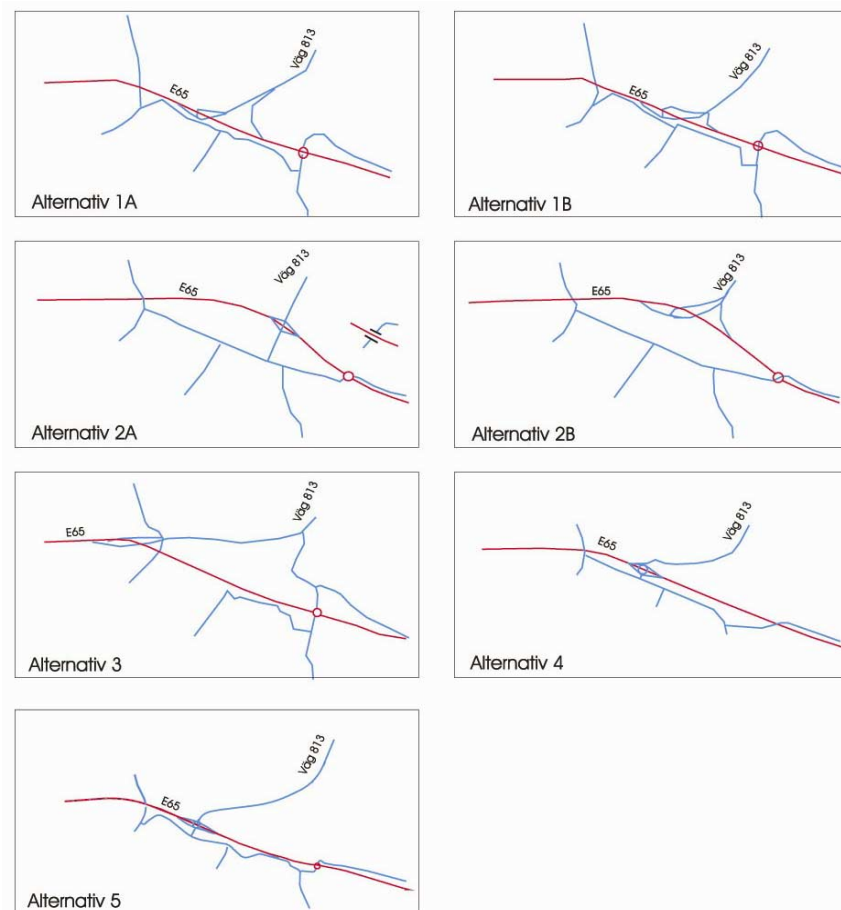 Väg 813
E65
Alternativ 1A
Väg 813
E65
Alternativ 1B
Väg 813
E65
Alternativ 2A
Väg 813
E65
Alternativ 2B
Väg 813
E65
Alternativ 3
Väg 813
E65
Alternativ 4
Väg 813
E65
Alternativ 5